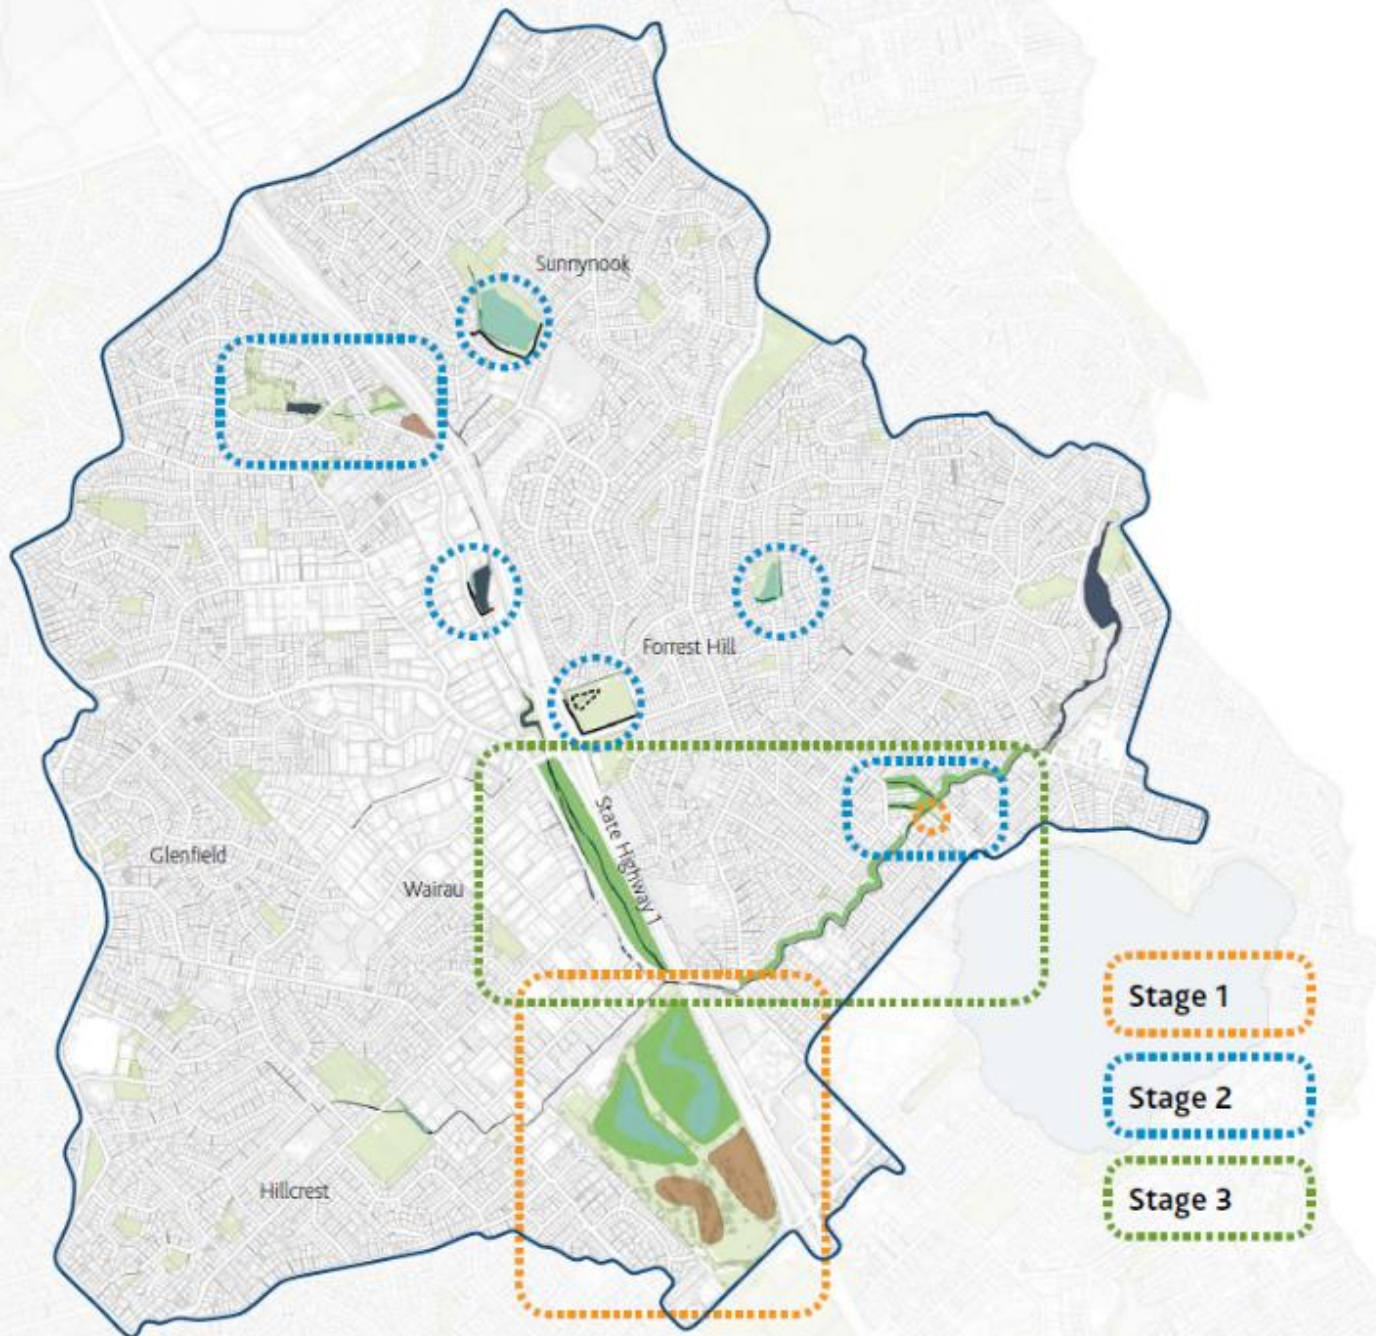 Sunnynook
Forrest Hill
State Highway 1
Glenfield
Wairau
Hillcrest
Stage 1
Stage 2
Stage 3